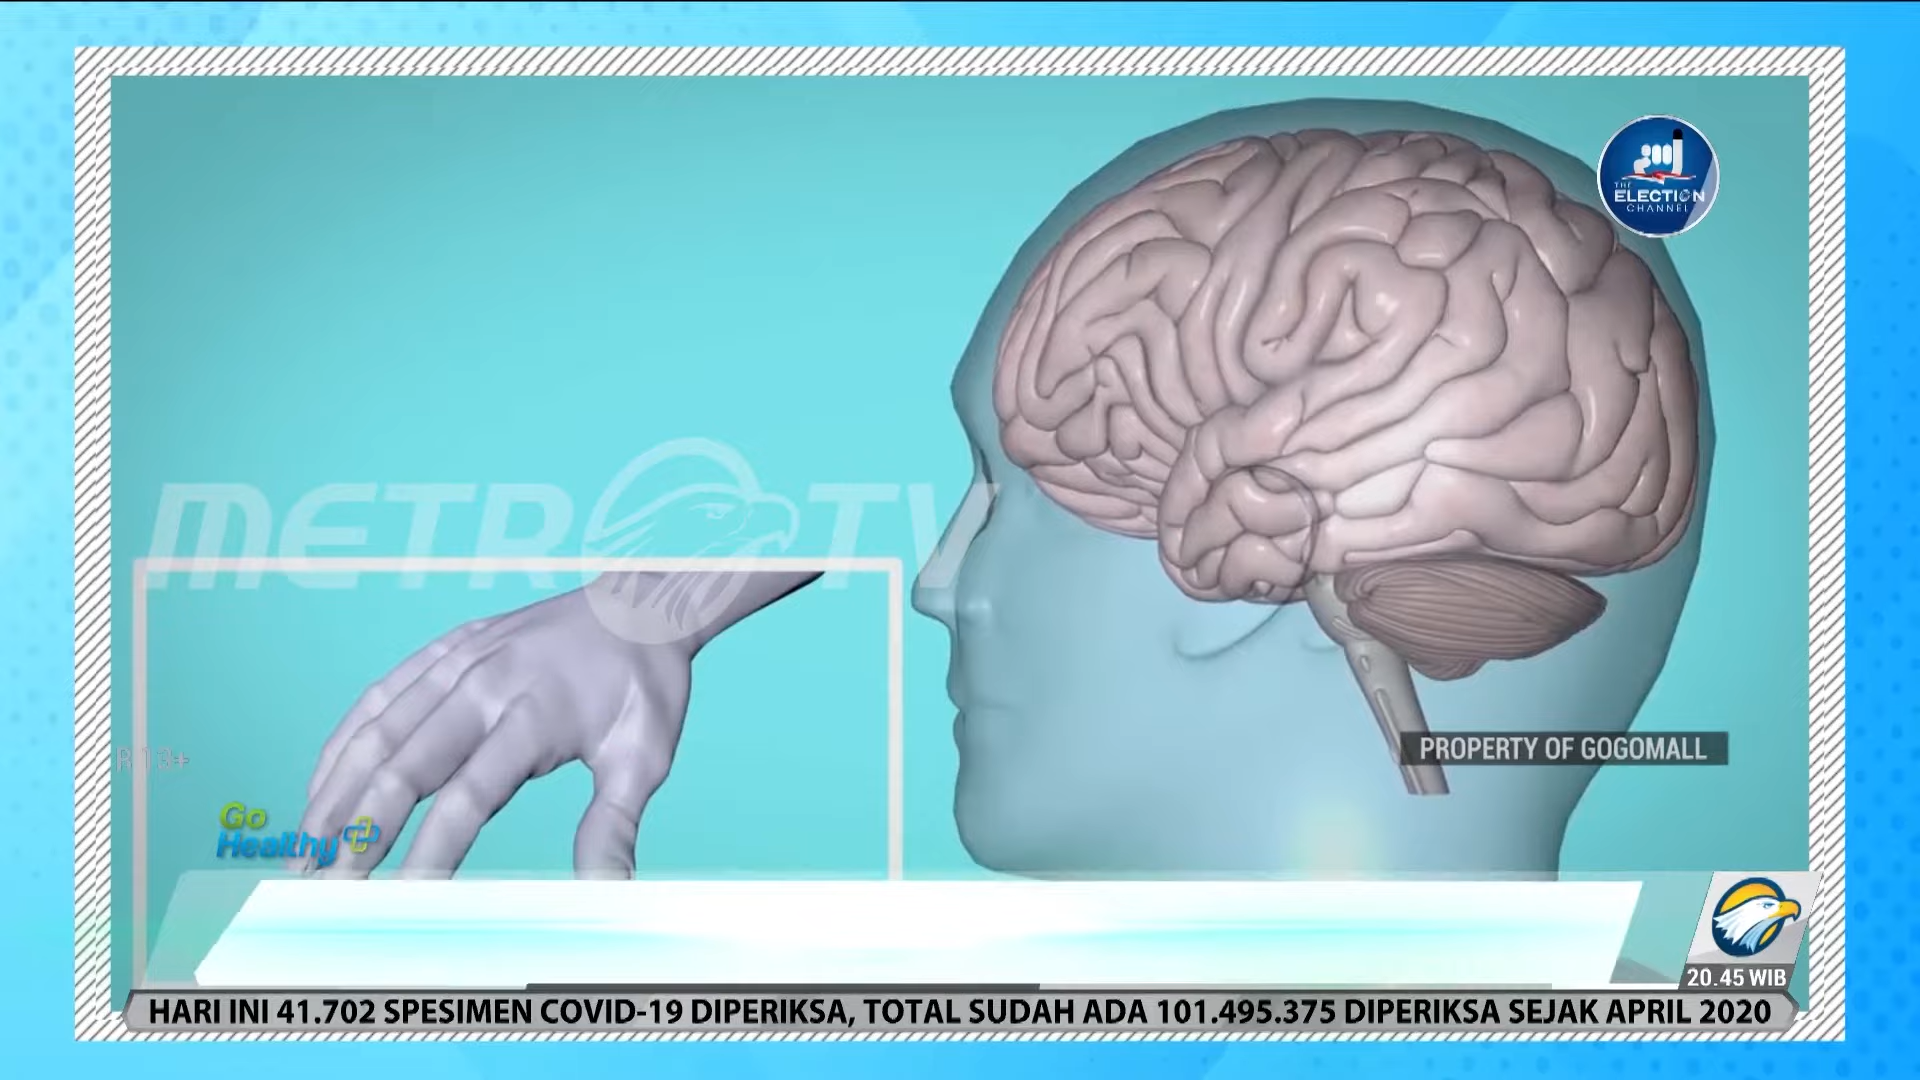 THE
ELECTION
CHANNEL
METRO TV
R 13+
PROPERTY OF GOGOMALL
Go
Healthy
20.45 WIB
HARI INI 41.702 SPESIMEN COVID-19 DIPERIKSA, TOTAL SUDAH ADA 101.495.375 DIPERIKSA SEJAK APRIL 2020